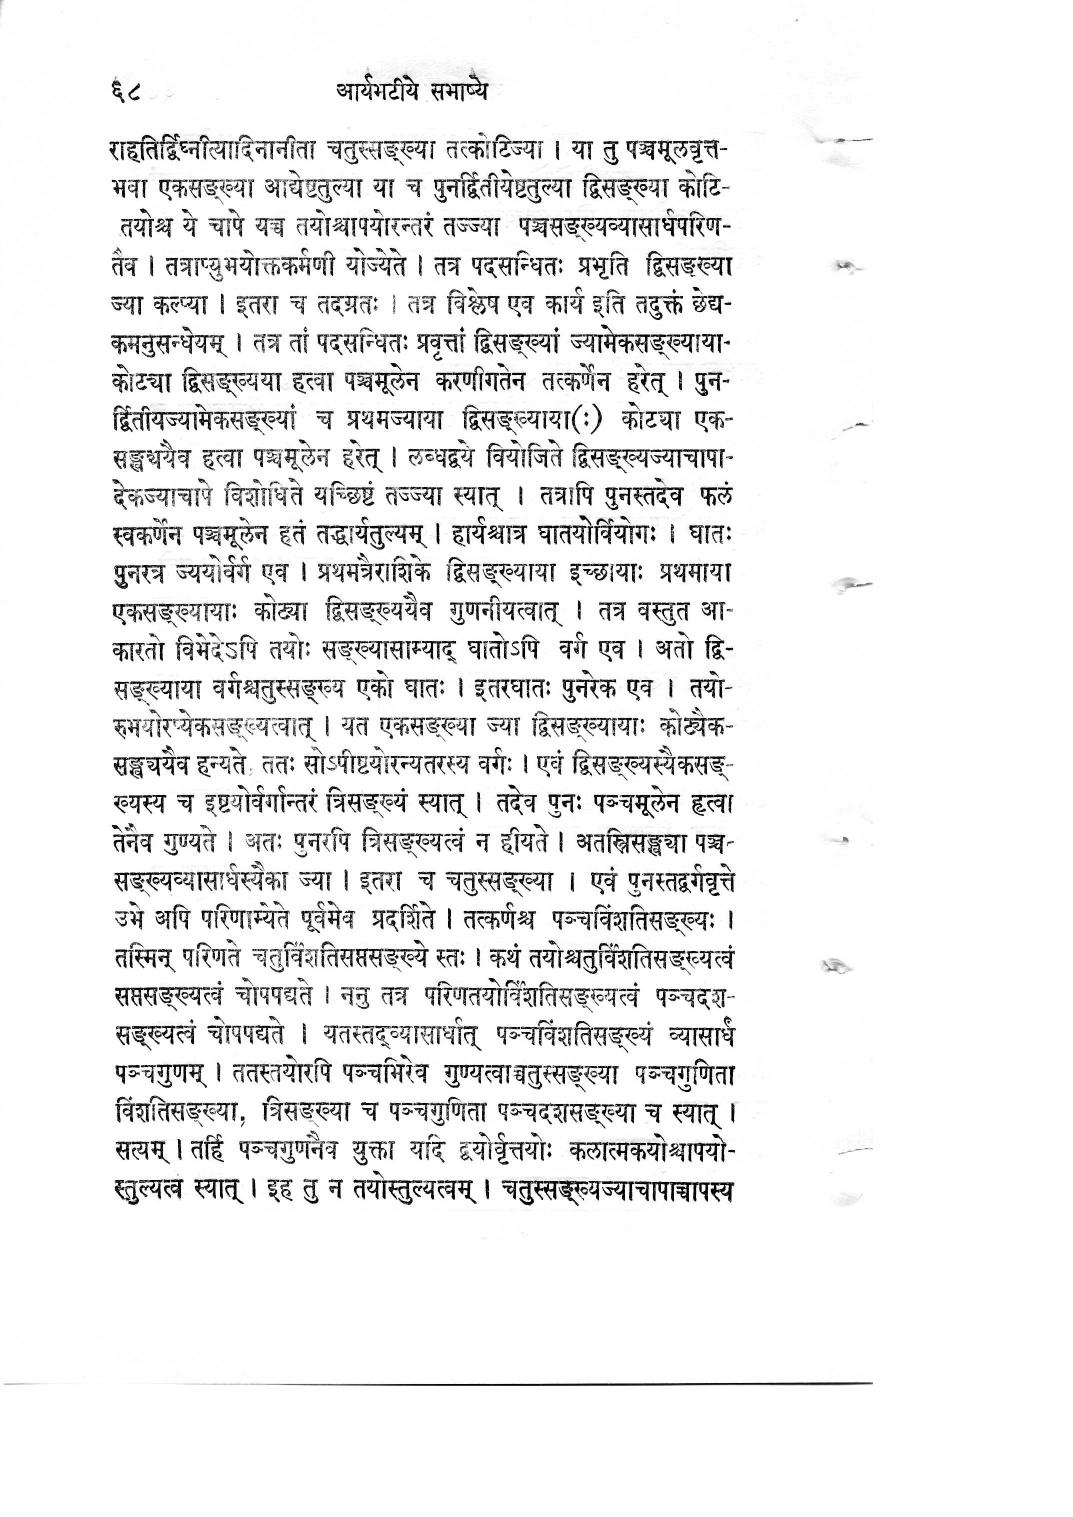 ६८ आर्यभटीये सभाष्ये
राहतिर्द्विघ्नीत्यादिनानीता चतुस्सङ्ख्या तत्कोटिज्या । या तु पञ्चमूलवृत्त-
भवा एकसङ्ख्या आद्येष्टतुल्या या च पुनर्द्वितीयेष्टतुल्या द्विसङ्ख्या कोटि-
तयोश्च ये चापे यच्च तयोश्चापयोरन्तरं तज्ज्या पञ्चसङ्ख्यव्यासार्धपरिण-
तैव । तत्राप्युभयोक्तकर्मणी योज्येते । तत्र पदसन्धितः प्रभृति द्विसङ्ख्या
ज्या कल्प्या । इतरा च तदग्रतः । तत्र विश्लेष एव कार्य इति तदुक्तं छेद्य-
कमनुसन्धेयम् । तत्र तां पदसन्धितः प्रवृत्तां द्विसङ्ख्यां ज्यामेकसङ्ख्याया-
कोट्या द्विसङ्ख्यया हत्वा पञ्चमूलेन करणीगतेन तत्कर्णेन हरेत् । पुन-
र्द्वितीयज्यामेकसङ्ख्यां च प्रथमज्याया द्विसङ्ख्याया(ः) कोट्या एक-
सङ्ख्ययैव हत्वा पञ्चमूलेन हरेत् । लब्धद्वये वियोजिते द्विसङ्ख्यज्याचापा-
देकज्याचापे विशोधिते यच्छिष्टं तज्ज्या स्यात् । तत्रापि पुनस्तदेव फलं
स्वकर्णेन पञ्चमूलेन हतं तद्धार्यतुल्यम् । हार्यश्चात्र घातयोर्वियोगः । घातः
पुनरत्र ज्ययोर्वर्ग एव । प्रथमत्रैराशिके द्विसङ्ख्याया इच्छायाः प्रथमाया
एकसङ्ख्यायाः कोट्या द्विसङ्ख्ययैव गुणनीयत्वात् । तत्र वस्तुत आ-
कारतो विभेदेऽपि तयोः सङ्ख्यासाम्याद् घातोऽपि वर्ग एव । अतो द्वि-
सङ्ख्याया वर्गश्चतुस्सङ्ख्य एको घातः । इतरघातः पुनरेक एव । तयो-
रुभयोरप्येकसङ्ख्यत्वात् । यत एकसङ्ख्या ज्या द्विसङ्ख्यायाः कोट्यैक-
सङ्ख्ययैव हन्यते, ततः सोऽपीष्टयोरन्यतरस्य वर्गः । एवं द्विसङ्ख्यस्यैकसङ्-
ख्यस्य च इष्टयोर्वर्गान्तरं त्रिसङ्ख्यं स्यात् । तदेव पुनः पञ्चमूलेन हृत्वा
तेनैव गुण्यते । अतः पुनरपि त्रिसङ्ख्यत्वं न हीयते । अतस्त्रिसङ्ख्या पञ्च-
सङ्ख्यव्यासार्धस्यैका ज्या । इतरा च चतुस्सङ्ख्या । एवं पुनस्तद्वर्गवृत्ते
उभे अपि परिणाम्येते पूर्वमेव प्रदर्शिते । तत्कर्णश्च पञ्चविंशतिसङ्ख्यः ।
तस्मिन् परिणते चतुर्विंशतिसप्तसङ्ख्ये स्तः । कथं तयोश्चतुर्विंशतिसङ्ख्यत्वं
सप्तसङ्ख्यत्वं चोपपद्यते । ननु तत्र परिणतयोर्विंशतिसङ्ख्यत्वं पञ्चदश-
सङ्ख्यत्वं चोपपद्यते । यतस्तद्व्यासार्धात् पञ्चविंशतिसङ्ख्यं व्यासार्धं
पञ्चगुणम् । ततस्तयोरपि पञ्चभिरेव गुण्यत्वाच्चतुस्सङ्ख्या पञ्चगुणिता
विंशतिसङ्ख्या, त्रिसङ्ख्या च पञ्चगुणिता पञ्चदशसङ्ख्या च स्यात् ।
सत्यम् । तर्हि पञ्चगुणनैव युक्ता यदि द्वयोर्वृत्तयोः कलात्मकयोश्चापयो-
स्तुल्यत्व स्यात् । इह तु न तयोस्तुल्यत्वम् । चतुस्सङ्ख्यज्याचापाच्चापस्य